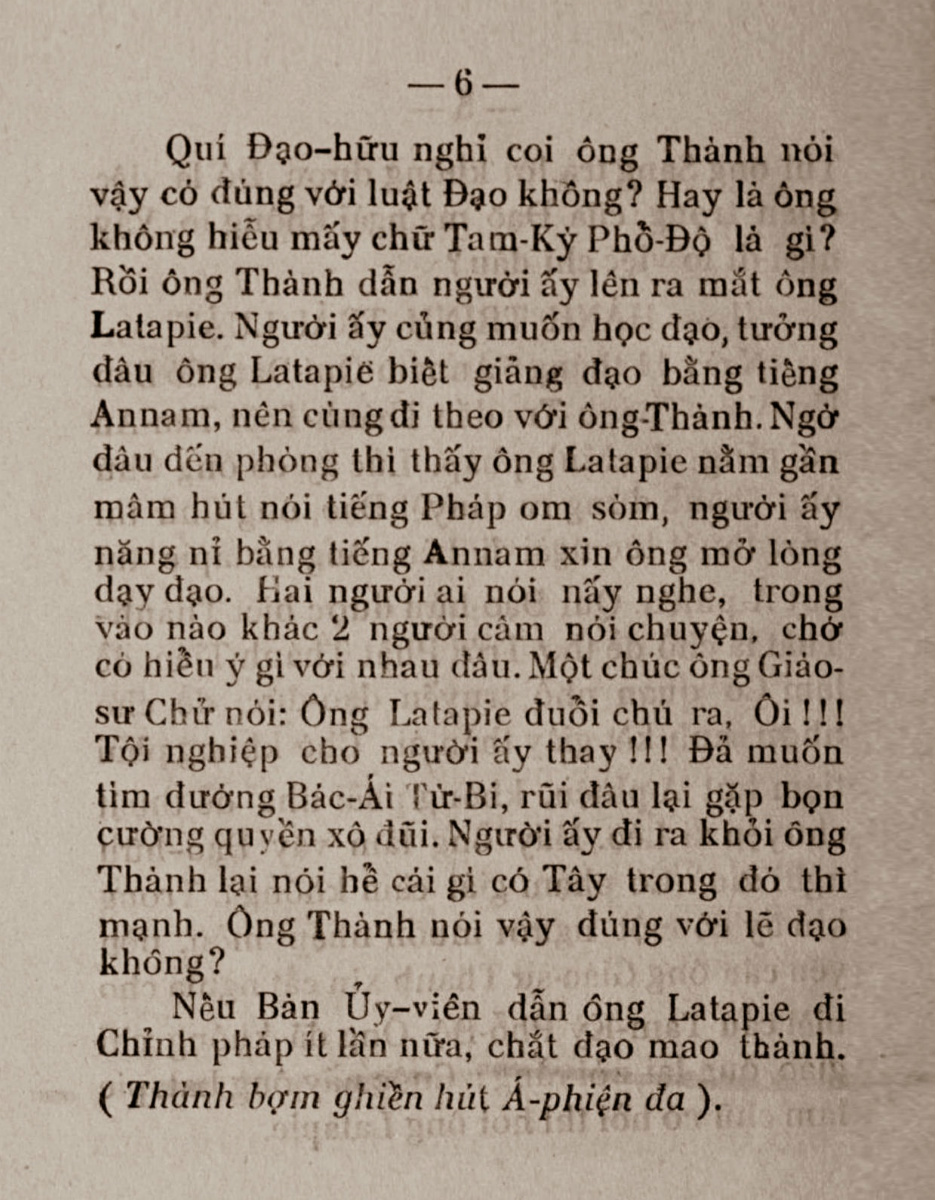 — 6 —
Quí Đạo-hữu nghỉ coi ông Thành nói
vậy có đúng với luật Đạo không? Hay là ông
không hiểu mấy chữ Tam-Kỳ Phổ-Độ là gì?
Rồi ông Thành dẫn người ấy lên ra mắt ông
Latapie. Người ấy củng muốn học đạo, tưởng
đâu ông Latapie biết giảng đạo bằng tiếng
Annam, nên cùng đi theo với ông-Thành. Ngờ
đâu đến phòng thì thấy ông Latapie nằm gần
mâm hút nói tiếng Pháp om sòm, người ấy
năng nỉ bằng tiếng Annam xin ông mở lòng
dạy đạo. Hai người ai nói nấy nghe, trong
vào nào khác 2 người câm nói chuyện, chớ
có hiểu ý gì với nhau đâu. Một chúc ông Giáo-
sư Chử nói: Ông Latapie đuổi chú ra, Ôi!!!
Tội nghiệp cho người ấy thay!!! Đả muốn
tìm đường Bác-Ái Từ-Bi, rũi đâu lại gặp bọn
cường quyền xô đũi. Người ấy đi ra khỏi ông
Thành lại nói hể cái gì có Tây trong đó thì
mạnh. Ông Thành nói vậy đúng với lẽ đạo
không?
Nếu Bàn Ủy-viên dẫn ông Latapie đi
Chỉnh pháp ít lần nữa, chắt đạo mao thành.
( Thành bợm ghiền hút Á-phiện đa ).